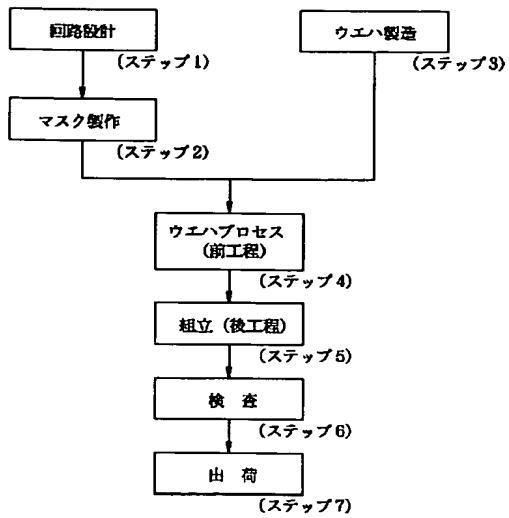 回路設計
(ステップ1)
ウエハ製造
(ステップ3)
マスク製作
(ステップ2)
ウエハプロセス
(前工程)
(ステップ4)
組立(後工程)
(ステップ5)
検 査
(ステップ6)
出 荷
(ステップ7)